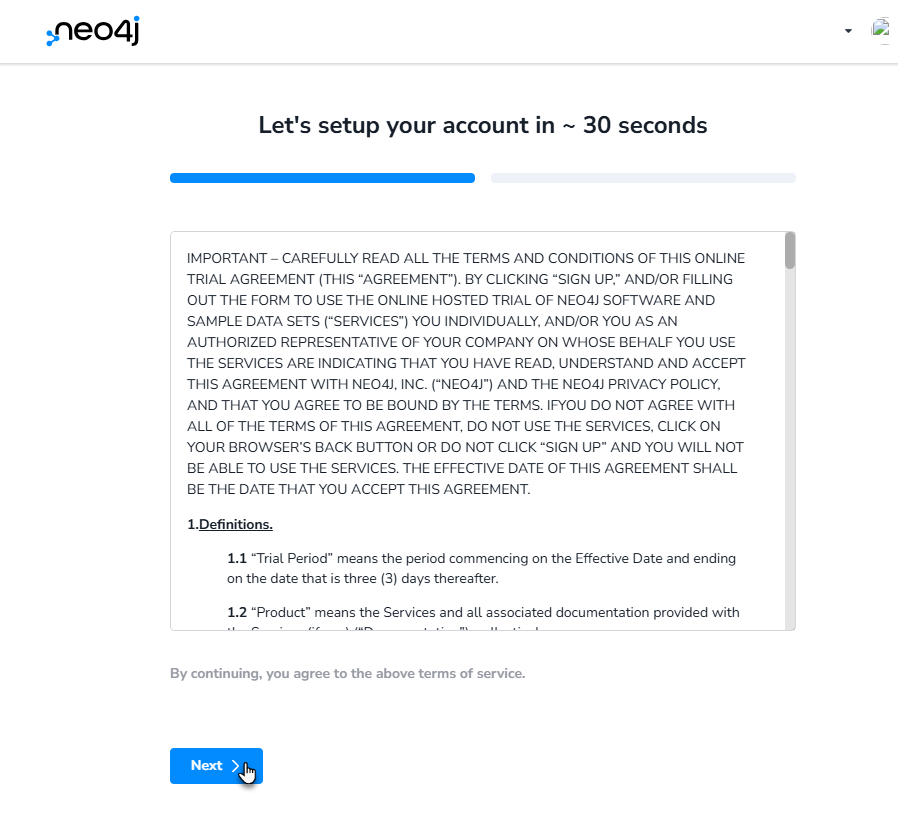 neo4j
Let's setup your account in ~ 30 seconds
IMPORTANT – CAREFULLY READ ALL THE TERMS AND CONDITIONS OF THIS ONLINE
TRIAL AGREEMENT (THIS “AGREEMENT”). BY CLICKING “SIGN UP,” AND/OR FILLING
OUT THE FORM TO USE THE ONLINE HOSTED TRIAL OF NEO4J SOFTWARE AND
SAMPLE DATA SETS (“SERVICES”) YOU INDIVIDUALLY, AND/OR YOU AS AN
AUTHORIZED REPRESENTATIVE OF YOUR COMPANY ON WHOSE BEHALF YOU USE
THE SERVICES ARE INDICATING THAT YOU HAVE READ, UNDERSTAND AND ACCEPT
THIS AGREEMENT WITH NEO4J, INC. (“NEO4J”) AND THE NEO4J PRIVACY POLICY,
AND THAT YOU AGREE TO BE BOUND BY THE TERMS. IFYOU DO NOT AGREE WITH
ALL OF THE TERMS OF THIS AGREEMENT, DO NOT USE THE SERVICES, CLICK ON
YOUR BROWSER’S BACK BUTTON OR DO NOT CLICK “SIGN UP” AND YOU WILL NOT
BE ABLE TO USE THE SERVICES. THE EFFECTIVE DATE OF THIS AGREEMENT SHALL
BE THE DATE THAT YOU ACCEPT THIS AGREEMENT.
1.Definitions.
1.1 “Trial Period” means the period commencing on the Effective Date and ending
on the date that is three (3) days thereafter.
1.2 “Product” means the Services and all associated documentation provided with
By continuing, you agree to the above terms of service.
Next